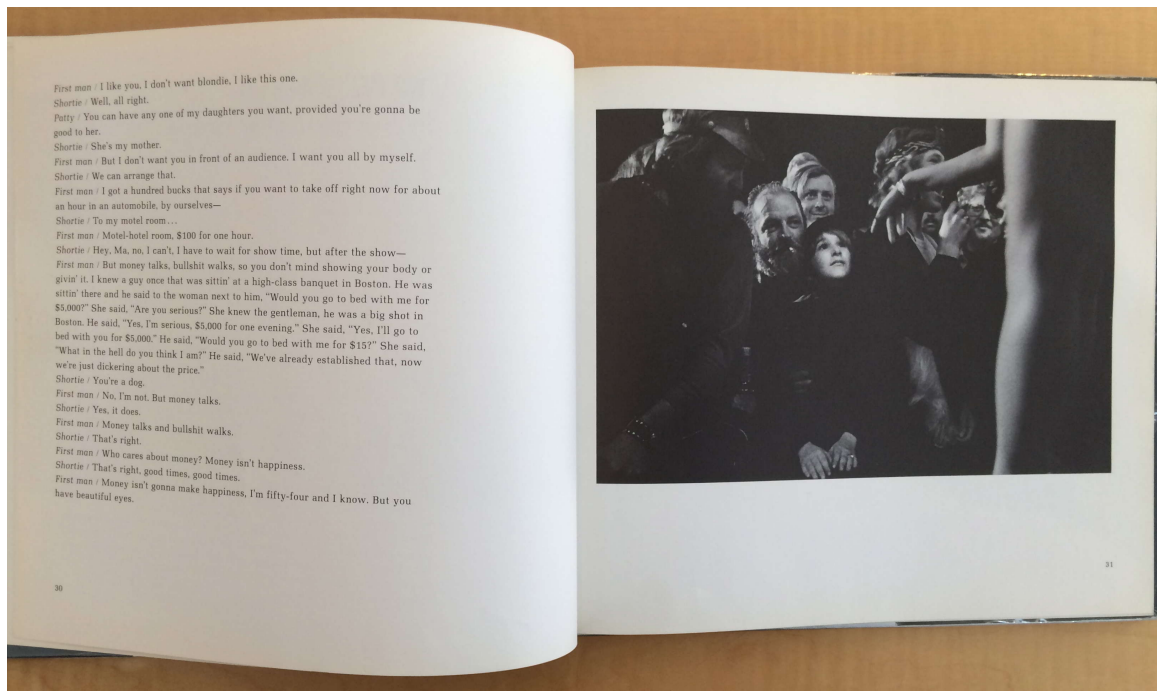 First man / I like you, I don't want blondie, I like this one.
Shortie / Well, all right.
Patty / You can have any one of my daughters you want, provided you're gonna be
good to her.
Shortie / She's my mother.
First man / But I don't want you in front of an audience. I want you all by myself.
Shortie / We can arrange that.
First man / I got a hundred bucks that says if you want to take off right now for about
an hour in an automobile, by ourselves—
Shortie / To my motel room...
First man / Motel-hotel room, $100 for one hour.
Shortie / Hey, Ma, no, I can't, I have to wait for show time, but after the show—
First man / But money talks, bullshit walks, so you don't mind showing your body or
givin' it. I knew a guy once that was sittin' at a high-class banquet in Boston. He was
sittin' there and he said to the woman next to him, "Would you go to bed with me for
$5,000?" She said, "Are you serious?" She knew the gentleman, he was a big shot in
Boston. He said, "Yes, I'm serious, $5,000 for one evening." She said, "Yes, I'll go to
bed with you for $5,000." He said, "Would you go to bed with me for $15?" She said,
"What in the hell do you think I am?" He said, "We've already established that, now
we're just dickering about the price."
Shortie / You're a dog.
First man / No, I'm not. But money talks.
Shortie / Yes, it does.
First man / Money talks and bullshit walks.
Shortie / That's right.
First man / Who cares about money? Money isn't happiness.
Shortie / That's right, good times, good times.
First man / Money isn't gonna make happiness, I'm fifty-four and I know. But you
have beautiful eyes.
30
31